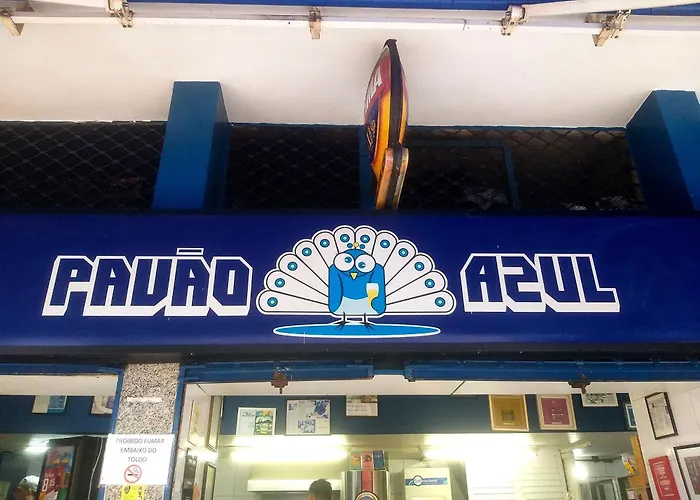 PAVÃO AZUL
PROIBIDO FUMAR
EMBAIXO DO
TOLDO